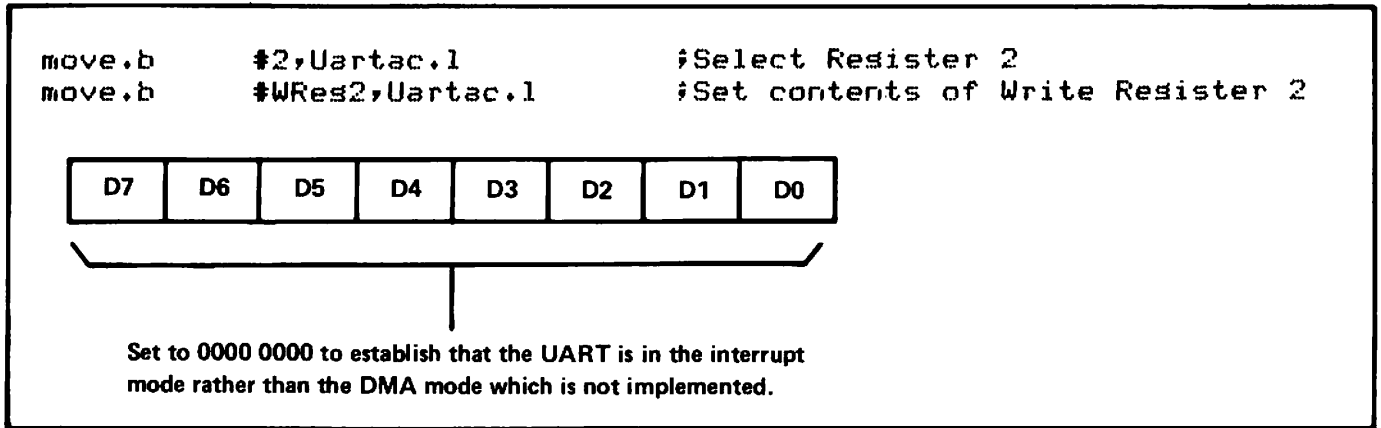 move.b #2,Uartac.l ;Select Register 2
move.b #WReg2,Uartac.l ;Set contents of Write Register 2
D7 D6 D5 D4 D3 D2 D1 D0
Set to 0000 0000 to establish that the UART is in the interrupt
mode rather than the DMA mode which is not implemented.